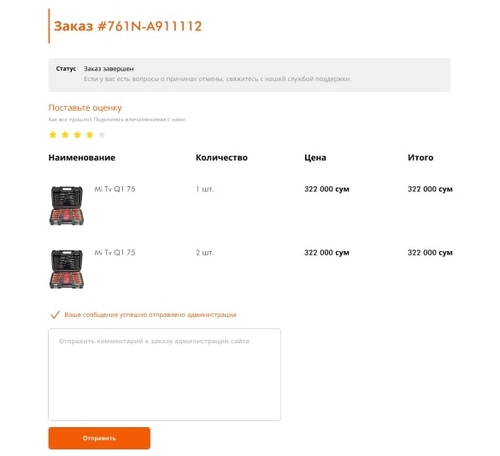 Заказ #761N-A911112
Статус Заказ завершен
Если у вас есть вопросы о причинах отмены, свяжитесь с нашей службой поддержки.
Поставьте оценку
Как все прошло? Поделитесь впечатлениями с нами.
Наименование Количество Цена Итого
Mi Tv Q1 75 1 шт. 322 000 сум 322 000 сум
Mi Tv Q1 75 2 шт. 322 000 сум 322 000 сум
Ваше сообщение успешно отправлено администрации
Отправить комментарий к заказу администрации сайта
Отправить